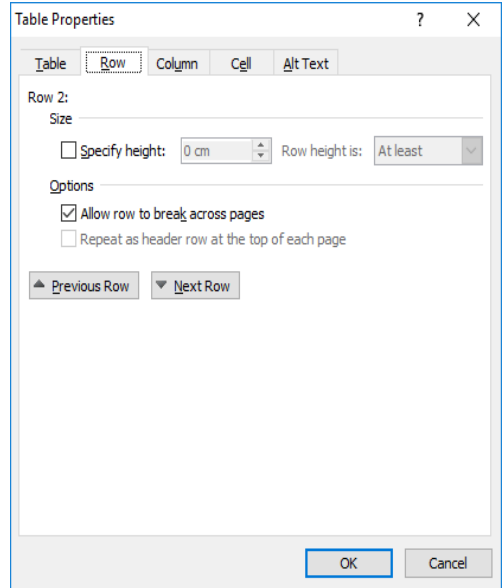 Table Properties ?
Table Row Column Cell Alt Text
Row 2:
Size
Specify height: 0 cm Row height is: At least
Options
Allow row to break across pages
Repeat as header row at the top of each page
Previous Row Next Row
OK Cancel